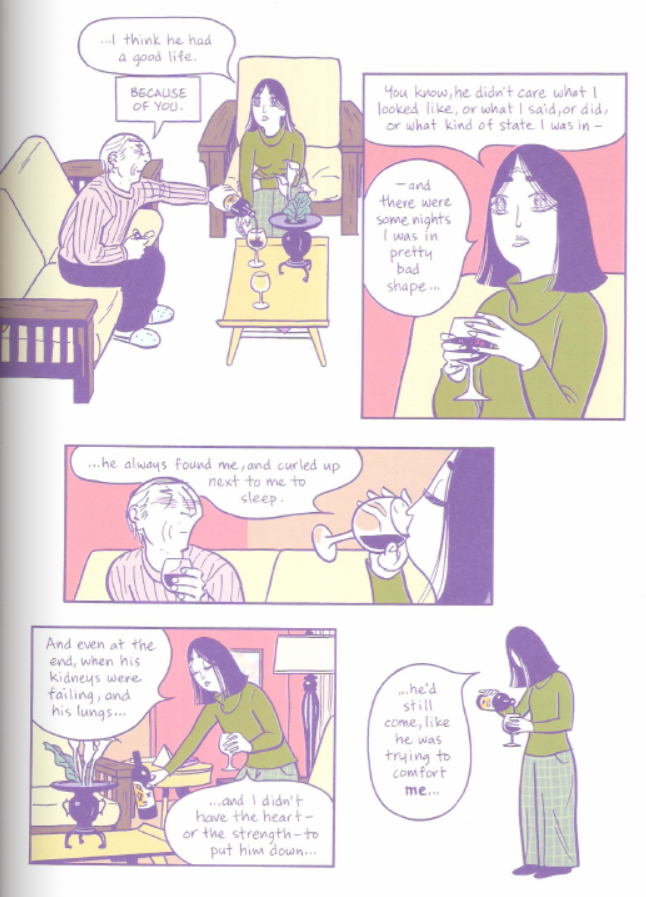 ...I think he had
a good life.
BECAUSE
OF YOU.
You know, he didn't care what I
looked like, or what I said, or did,
or what kind of state I was in –
– and
there were
some nights
I was in
pretty
bad
shape...
...he always found me, and curled up
next to me to
sleep.
And even at the
end, when his
kidneys were
failing, and
his lungs...
...and I didn't
have the heart –
or the strength – to
put him down...
...he'd
still
come, like
he was
trying to
comfort
me...